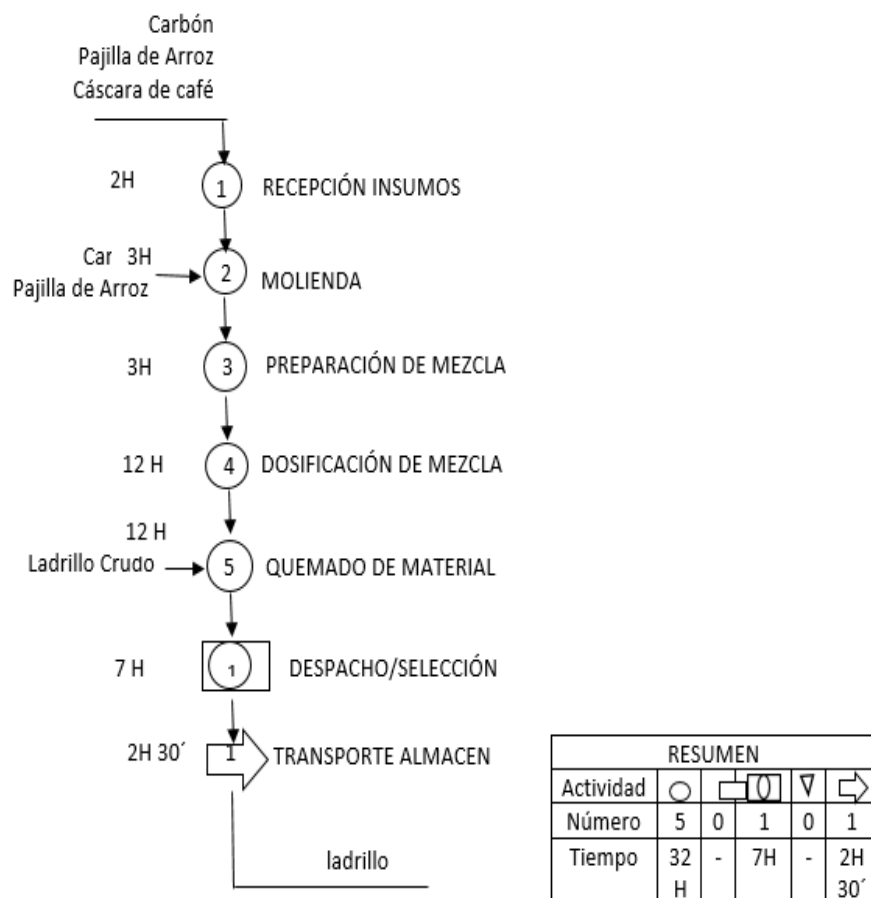 Carbón
Pajilla de Arroz
Cáscara de café
2H 1 RECEPCIÓN INSUMOS
Car 3H
Pajilla de Arroz 2 MOLIENDA
3H 3 PREPARACIÓN DE MEZCLA
12 H 4 DOSIFICACIÓN DE MEZCLA
12 H
Ladrillo Crudo 5 QUEMADO DE MATERIAL
7 H 1 DESPACHO/SELECCIÓN
2H 30´ 1 TRANSPORTE ALMACEN
ladrillo
RESUMEN
Actividad
Número 5 0 1 0 1
Tiempo 32 - 7H - 2H
H 30´